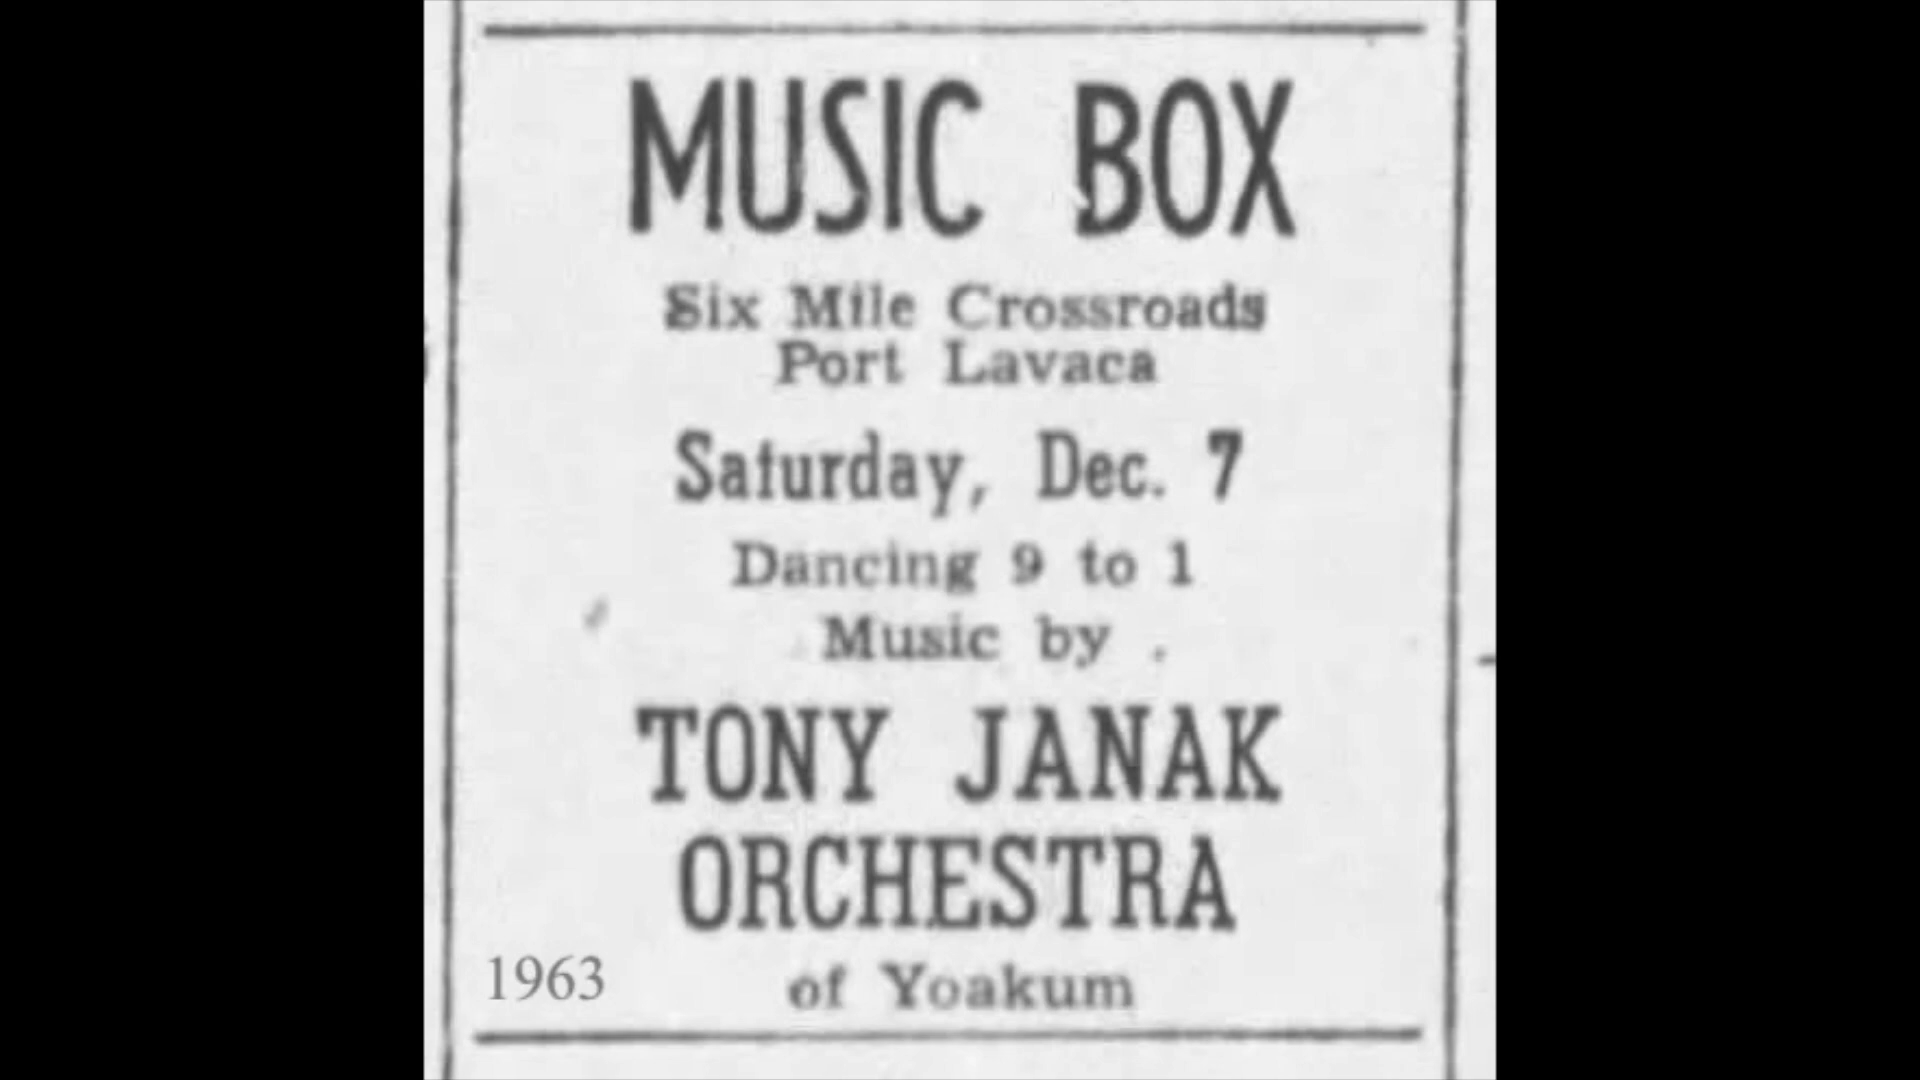 MUSIC BOX
Six Mile Crossroads
Port Lavaca
Saturday, Dec. 7
Dancing 9 to 1
Music by .
TONY JANAK
ORCHESTRA
of Yoakum
1963